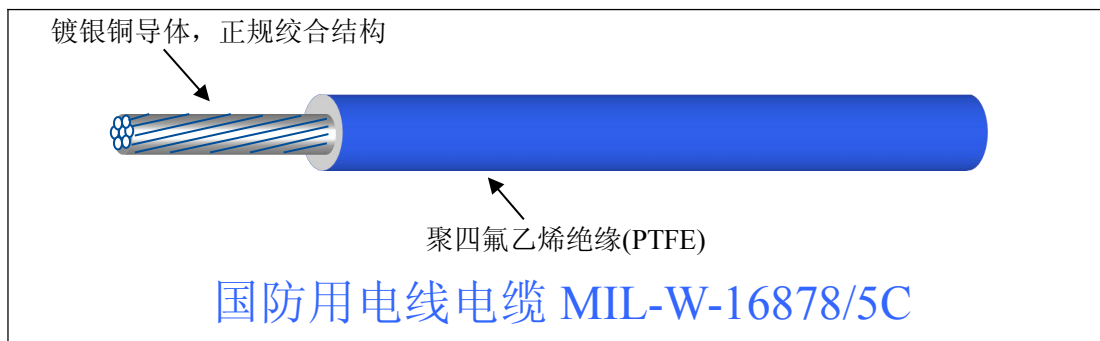 镀银铜导体，正规绞合结构
聚四氟乙烯绝缘(PTFE)
国防用电线电缆 MIL-W-16878/5C